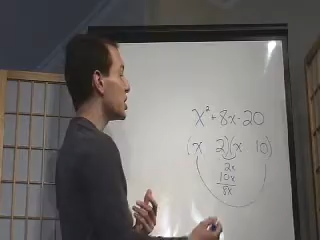 x² + 8x - 20
(x 2)(x 10)
2x
10x
8x